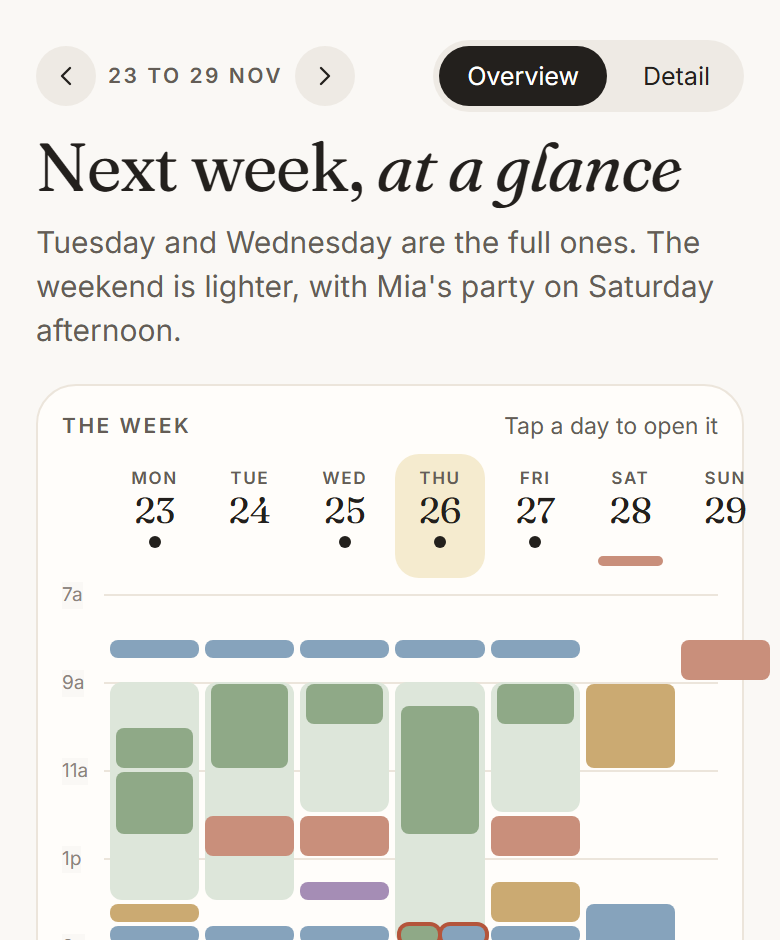 23 TO 29 NOV
Overview
Detail
Next week, at a glance
Tuesday and Wednesday are the full ones. The
weekend is lighter, with Mia's party on Saturday
afternoon.
THE WEEK
Tap a day to open it
MON TUE WED THU FRI SAT SUN
23 24 25 26 27 28 29
7a
9a
11a
1p